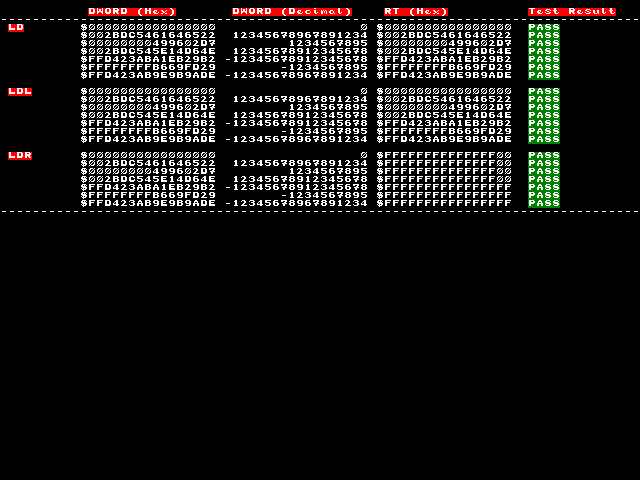 DWORD (Hex) DWORD (Decimal) RT (Hex) Test Result
--------------------------------------------------------------------------------
LD $0000000000000000 0 $0000000000000000 PASS
$002BDC5461646522 12345678967891234 $002BDC5461646522 PASS
$00000000499602D7 1234567895 $00000000499602D7 PASS
$002BDC545E14D64E 12345678912345678 $002BDC545E14D64E PASS
$FFD423ABA1EB29B2 -12345678912345678 $FFD423ABA1EB29B2 PASS
$FFFFFFFFB669FD29 -1234567895 $FFFFFFFFB669FD29 PASS
$FFD423AB9E9B9ADE -12345678967891234 $FFD423AB9E9B9ADE PASS
LDL $0000000000000000 0 $0000000000000000 PASS
$002BDC5461646522 12345678967891234 $002BDC5461646522 PASS
$00000000499602D7 1234567895 $00000000499602D7 PASS
$002BDC545E14D64E 12345678912345678 $002BDC545E14D64E PASS
$FFD423ABA1EB29B2 -12345678912345678 $FFD423ABA1EB29B2 PASS
$FFFFFFFFB669FD29 -1234567895 $FFFFFFFFB669FD29 PASS
$FFD423AB9E9B9ADE -12345678967891234 $FFD423AB9E9B9ADE PASS
LDR $0000000000000000 0 $FFFFFFFFFFFFFF00 PASS
$002BDC5461646522 12345678967891234 $FFFFFFFFFFFFFF00 PASS
$00000000499602D7 1234567895 $FFFFFFFFFFFFFF00 PASS
$002BDC545E14D64E 12345678912345678 $FFFFFFFFFFFFFF00 PASS
$FFD423ABA1EB29B2 -12345678912345678 $FFFFFFFFFFFFFFFF PASS
$FFFFFFFFB669FD29 -1234567895 $FFFFFFFFFFFFFFFF PASS
$FFD423AB9E9B9ADE -12345678967891234 $FFFFFFFFFFFFFFFF PASS
--------------------------------------------------------------------------------